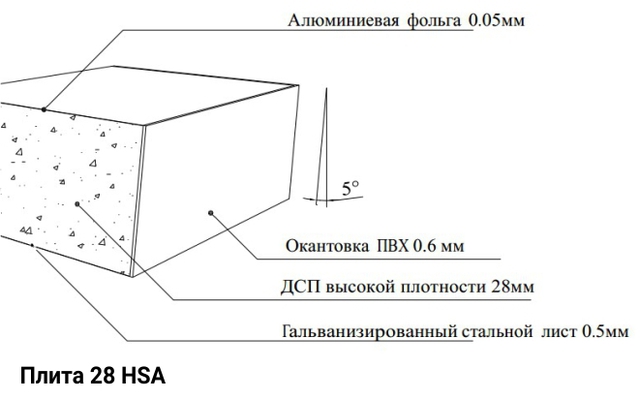 Алюминиевая фольга 0.05мм
5°
Окантовка ПВХ 0.6 мм
ДСП высокой плотности 28мм
Гальванизированный стальной лист 0.5мм
Плита 28 HSA